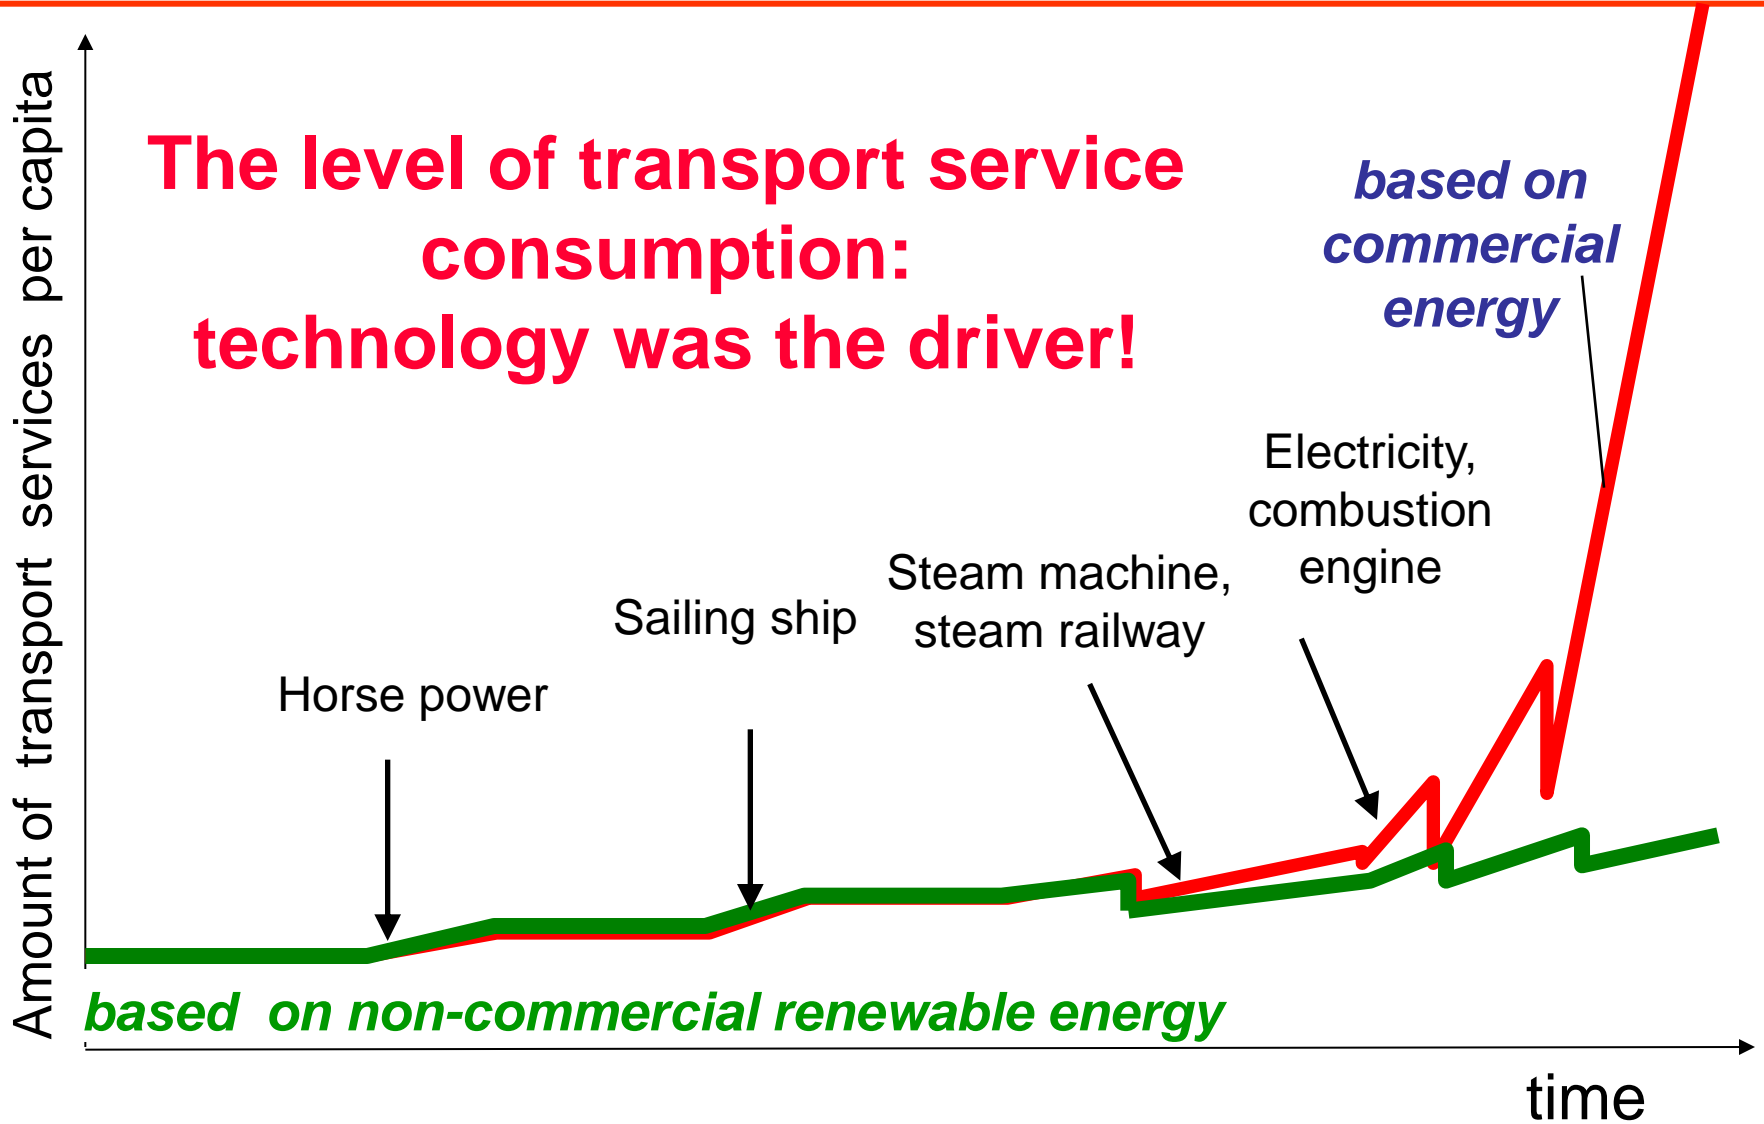 Amount of transport services per capita
The level of transport service
consumption:
technology was the driver!
based on
commercial
energy
Electricity,
combustion
engine
Steam machine,
steam railway
Sailing ship
Horse power
based on non-commercial renewable energy
time